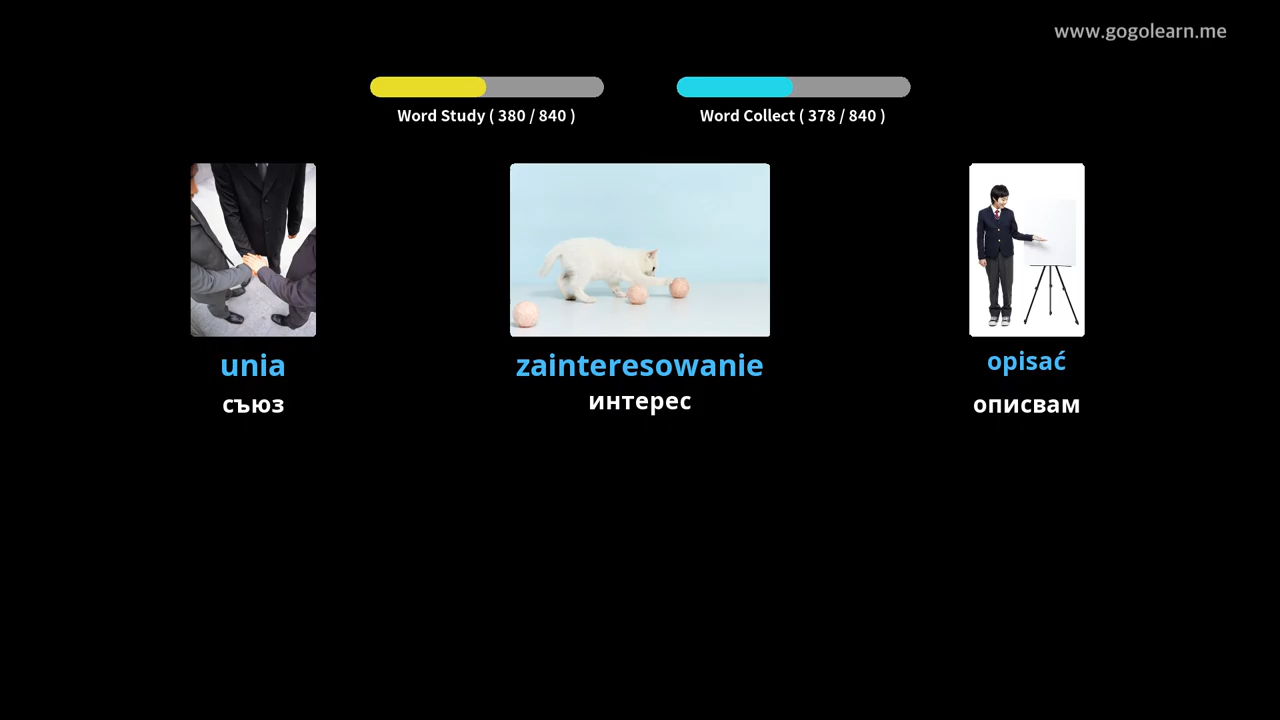 www.gogolearn.me
Word Study ( 380 / 840 )
Word Collect ( 378 / 840 )
unia
съюз
zainteresowanie
интерес
opisać
описвам